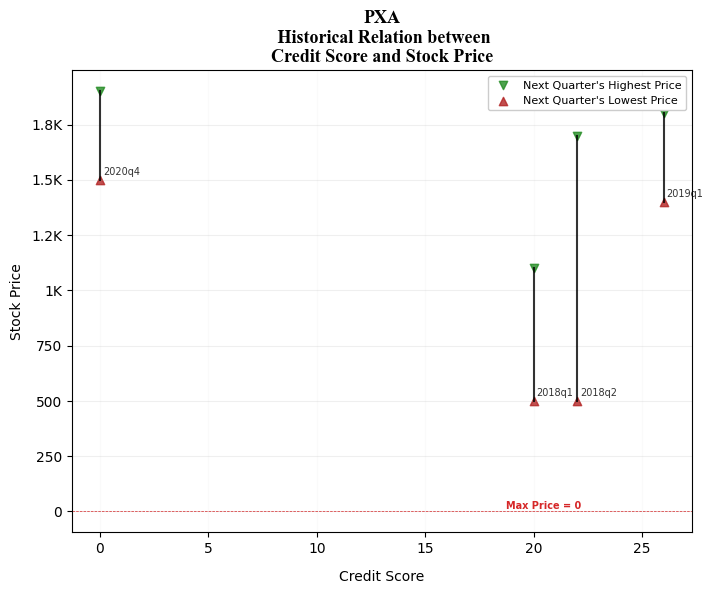 PXA
Historical Relation between
Credit Score and Stock Price
Next Quarter's Highest Price
Next Quarter's Lowest Price
1.8K
1.5K
1.2K
1K
750
500
250
0
Stock Price
2020q4
2019q1
2018q1
2018q2
Max Price = 0
0
5
10
15
20
25
Credit Score